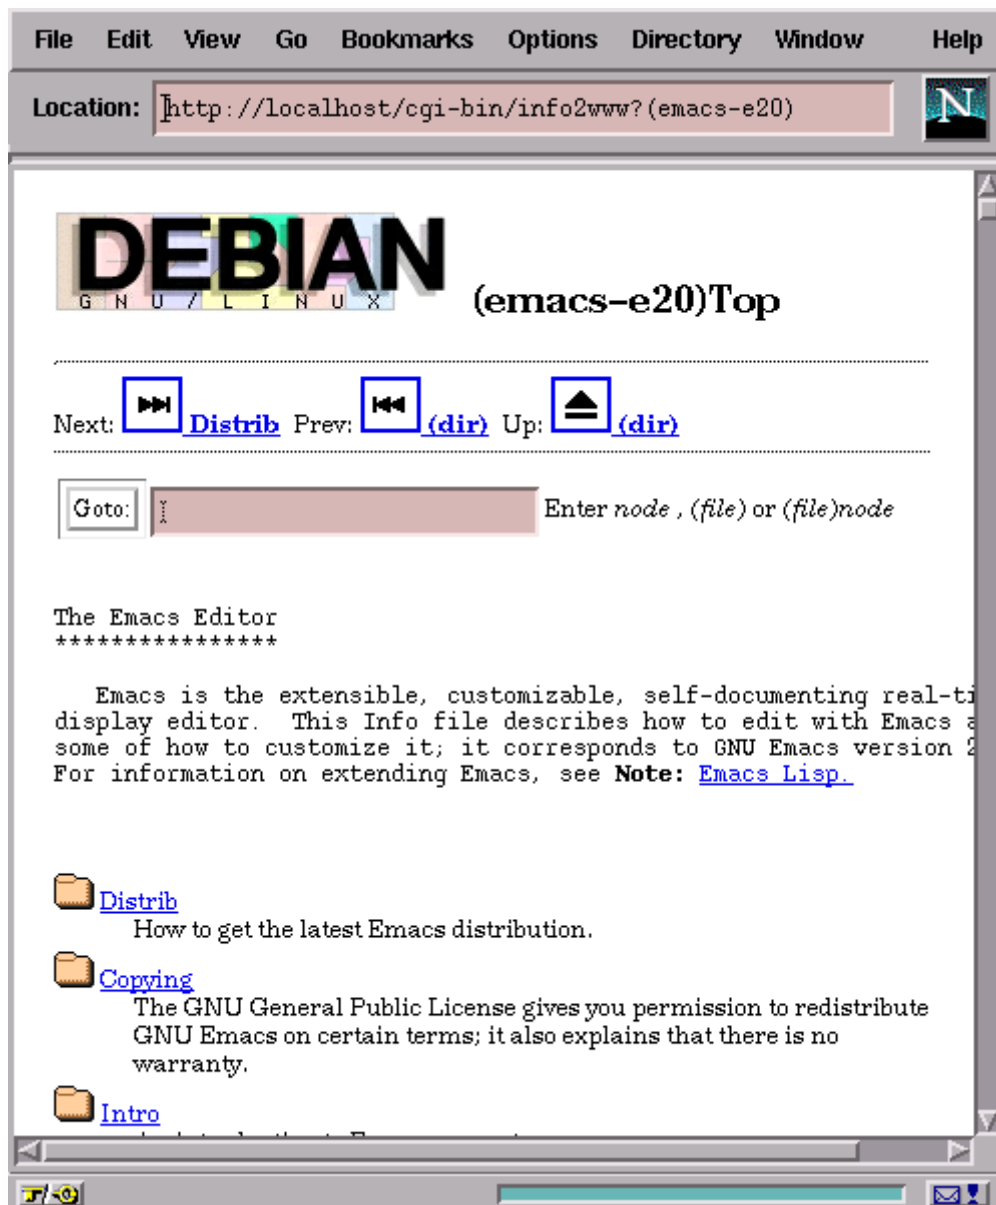 File Edit View Go Bookmarks Options Directory Window Help
Location: http://localhost/cgi-bin/info2www?(emacs-e20)
N
DEBIAN
GNU/LINUX
(emacs-e20)Top
Next: Distrib Prev: (dir) Up: (dir)
Goto: Enter node , (file) or (file)node
The Emacs Editor
****************
Emacs is the extensible, customizable, self-documenting
display editor. This Info file describes how to edit with Emacs
some of how to customize it; it corresponds to GNU Emacs version
For information on extending Emacs, see Note: Emacs Lisp.
Distrib
How to get the latest Emacs distribution.
Copying
The GNU General Public License gives you permission to redistribute
GNU Emacs on certain terms; it also explains that there is no
warranty.
Intro